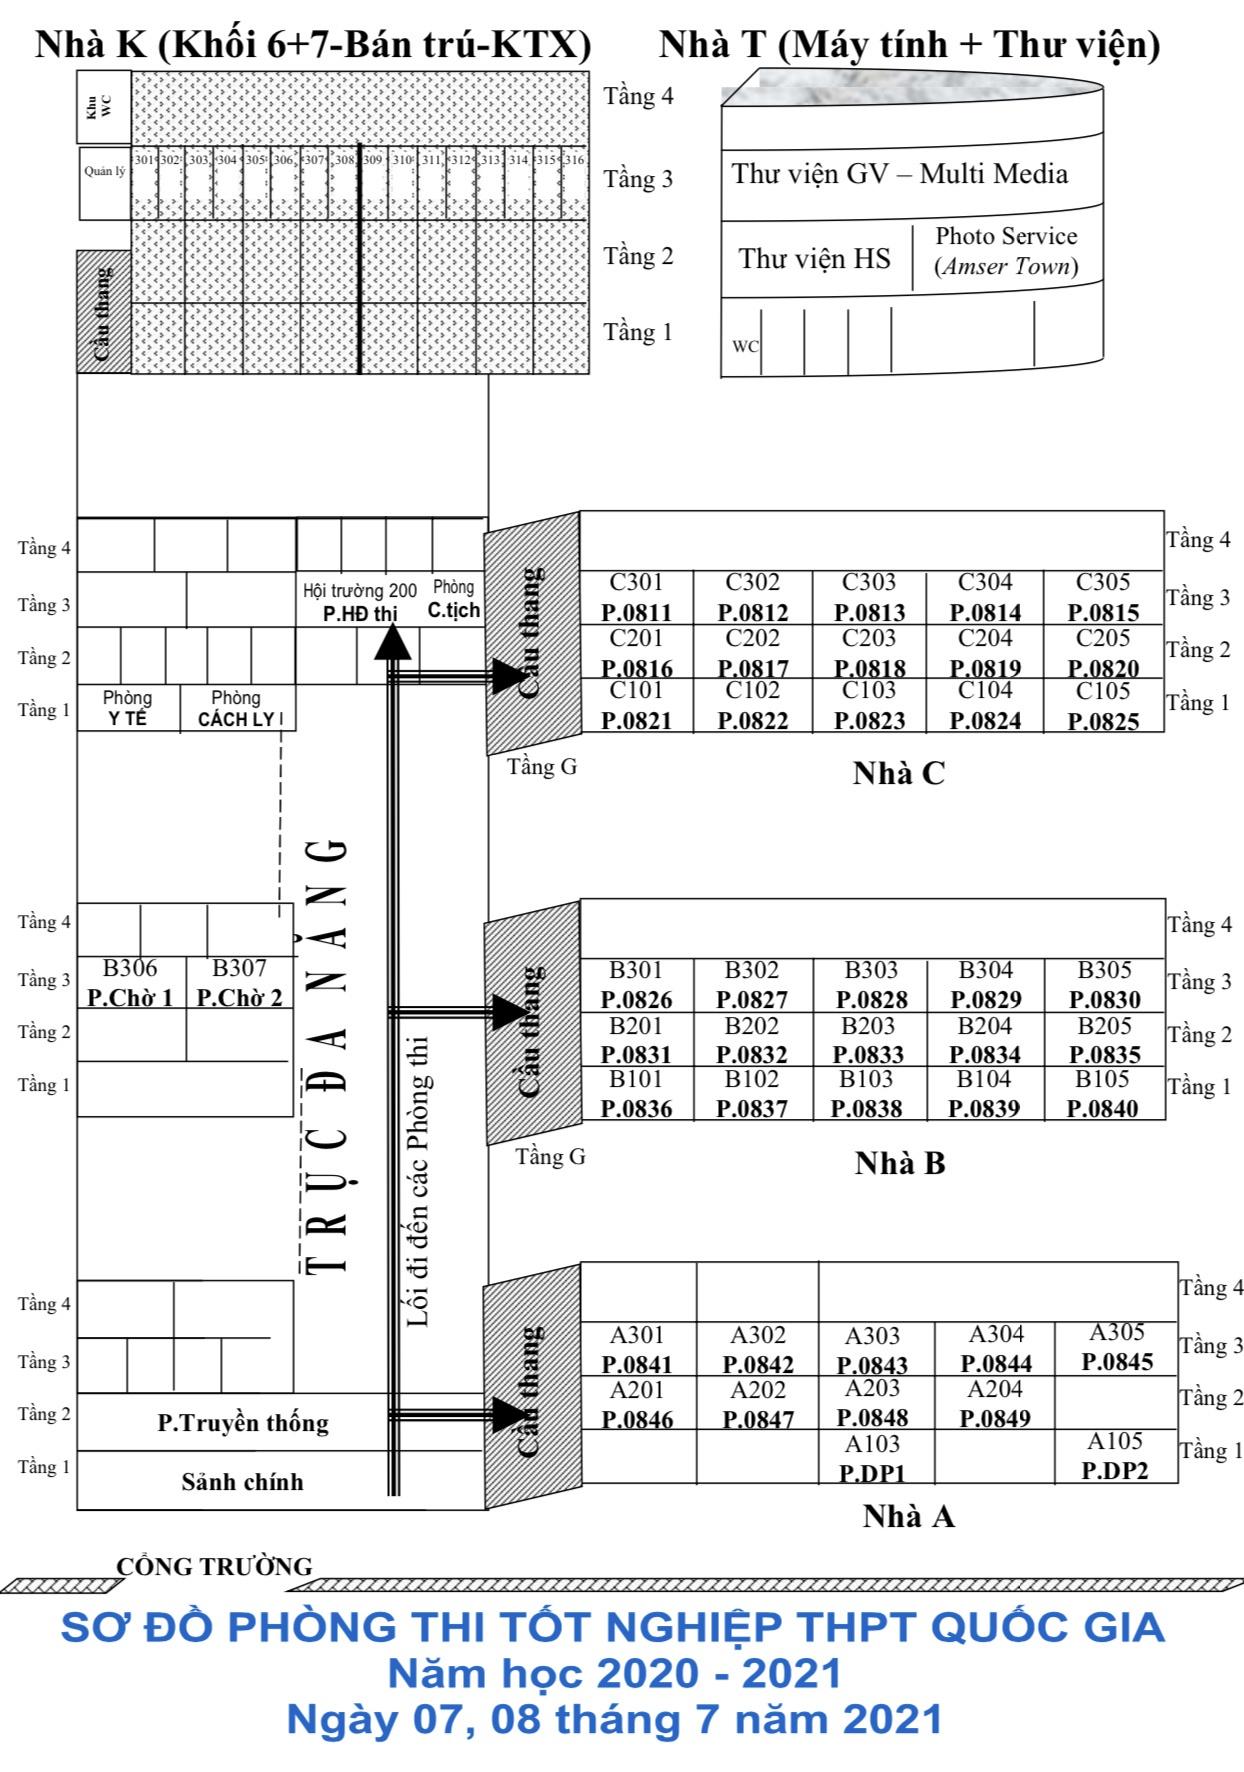 Nhà K (Khối 6+7-Bán trú-KTX)
Nhà T (Máy tính + Thư viện)
Khu
WC
Tầng 4
Quản lý
301 302 303 304 305 306 307 308 309 310 311 312 313 314 315 316
Tầng 3
Tầng 2
Cầu thang
Tầng 1
Thư viện GV – Multi Media
Thư viện HS
Photo Service
(Amser Town)
WC
Tầng 4
Tầng 3
Hội trường 200
P.HĐ thi
Phòng
C.tịch
Tầng 2
Tầng 1
Phòng
Y TẾ
Phòng
CÁCH LY
Cầu thang
Tầng G
Tầng 4
C301 C302 C303 C304 C305
P.0811 P.0812 P.0813 P.0814 P.0815
Tầng 3
C201 C202 C203 C204 C205
P.0816 P.0817 P.0818 P.0819 P.0820
Tầng 2
C101 C102 C103 C104 C105
P.0821 P.0822 P.0823 P.0824 P.0825
Tầng 1
Nhà C
TRỤC ĐA NĂNG
Lối đi đến các Phòng thi
Tầng 4
Tầng 3
B306 B307
P.Chờ 1 P.Chờ 2
Tầng 2
Tầng 1
Cầu thang
Tầng G
Tầng 4
B301 B302 B303 B304 B305
P.0826 P.0827 P.0828 P.0829 P.0830
Tầng 3
B201 B202 B203 B204 B205
P.0831 P.0832 P.0833 P.0834 P.0835
Tầng 2
B101 B102 B103 B104 B105
P.0836 P.0837 P.0838 P.0839 P.0840
Tầng 1
Nhà B
Tầng 4
Tầng 3
Tầng 2
P.Truyền thống
Tầng 1
Sảnh chính
Cầu thang
Tầng 4
A301 A302 A303 A304 A305
P.0841 P.0842 P.0843 P.0844 P.0845
Tầng 3
A201 A202 A203 A204
P.0846 P.0847 P.0848 P.0849
Tầng 2
A103 A105
P.DP1 P.DP2
Tầng 1
Nhà A
CỔNG TRƯỜNG
SƠ ĐỒ PHÒNG THI TỐT NGHIỆP THPT QUỐC GIA
Năm học 2020 - 2021
Ngày 07, 08 tháng 7 năm 2021